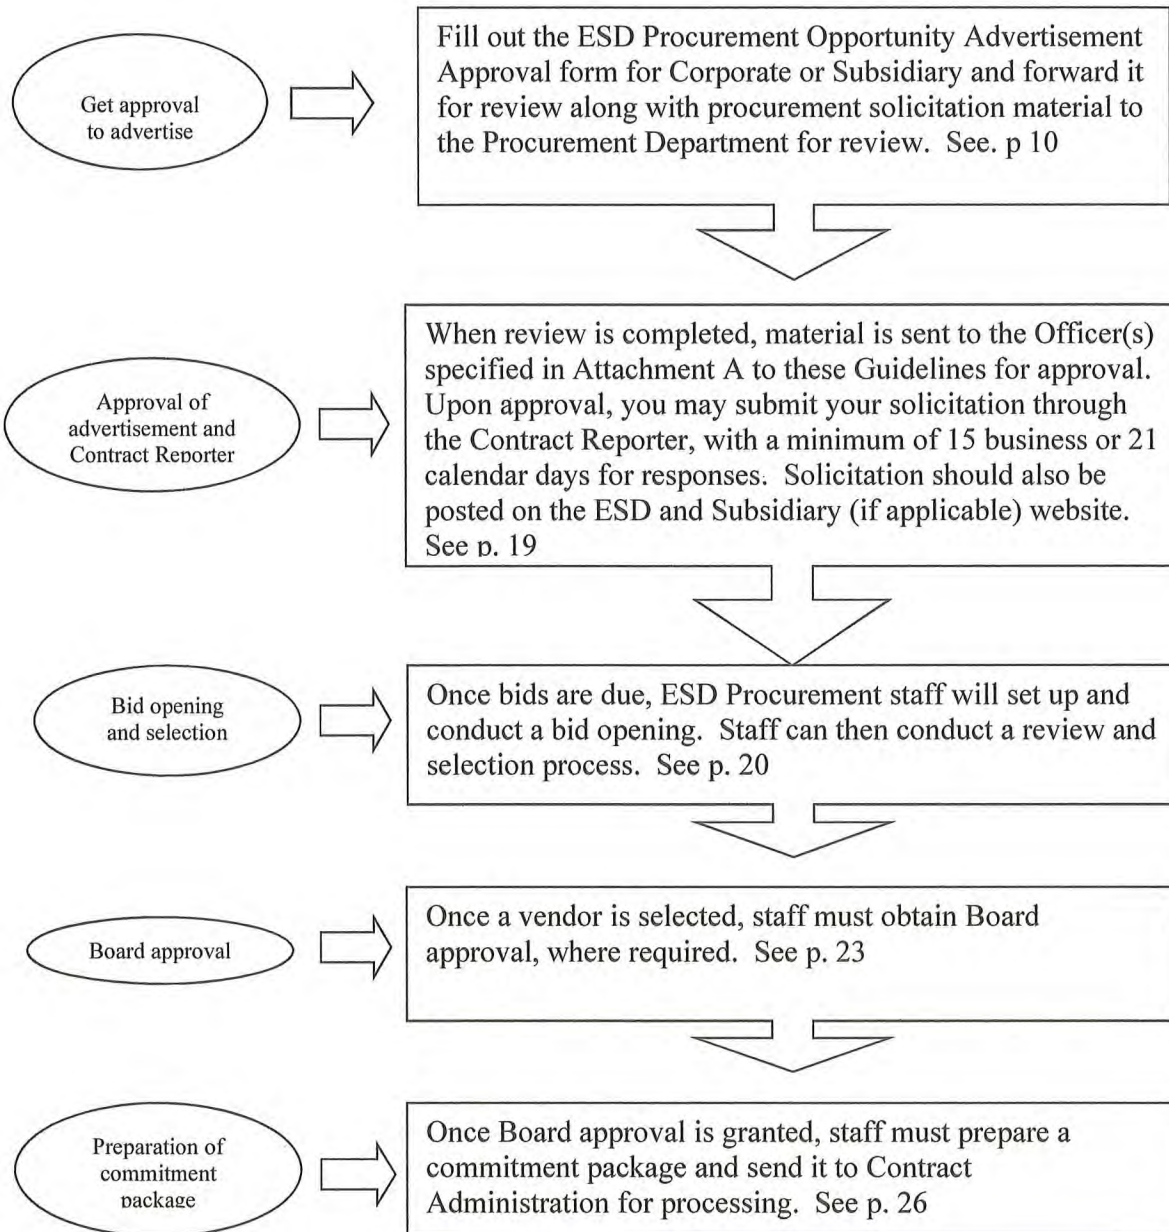 Get approval
to advertise
Fill out the ESD Procurement Opportunity Advertisement
Approval form for Corporate or Subsidiary and forward it
for review along with procurement solicitation material to
the Procurement Department for review.  See. p 10
Approval of
advertisement and
Contract Reporter
When review is completed, material is sent to the Officer(s)
specified in Attachment A to these Guidelines for approval.
Upon approval, you may submit your solicitation through
the Contract Reporter, with a minimum of 15 business or 21
calendar days for responses.  Solicitation should also be
posted on the ESD and Subsidiary (if applicable) website.
See p. 19
Bid opening
and selection
Once bids are due, ESD Procurement staff will set up and
conduct a bid opening.  Staff can then conduct a review and
selection process.  See p. 20
Board approval
Once a vendor is selected, staff must obtain Board
approval, where required.  See p. 23
Preparation of
commitment
package
Once Board approval is granted, staff must prepare a
commitment package and send it to Contract
Administration for processing.  See p. 26